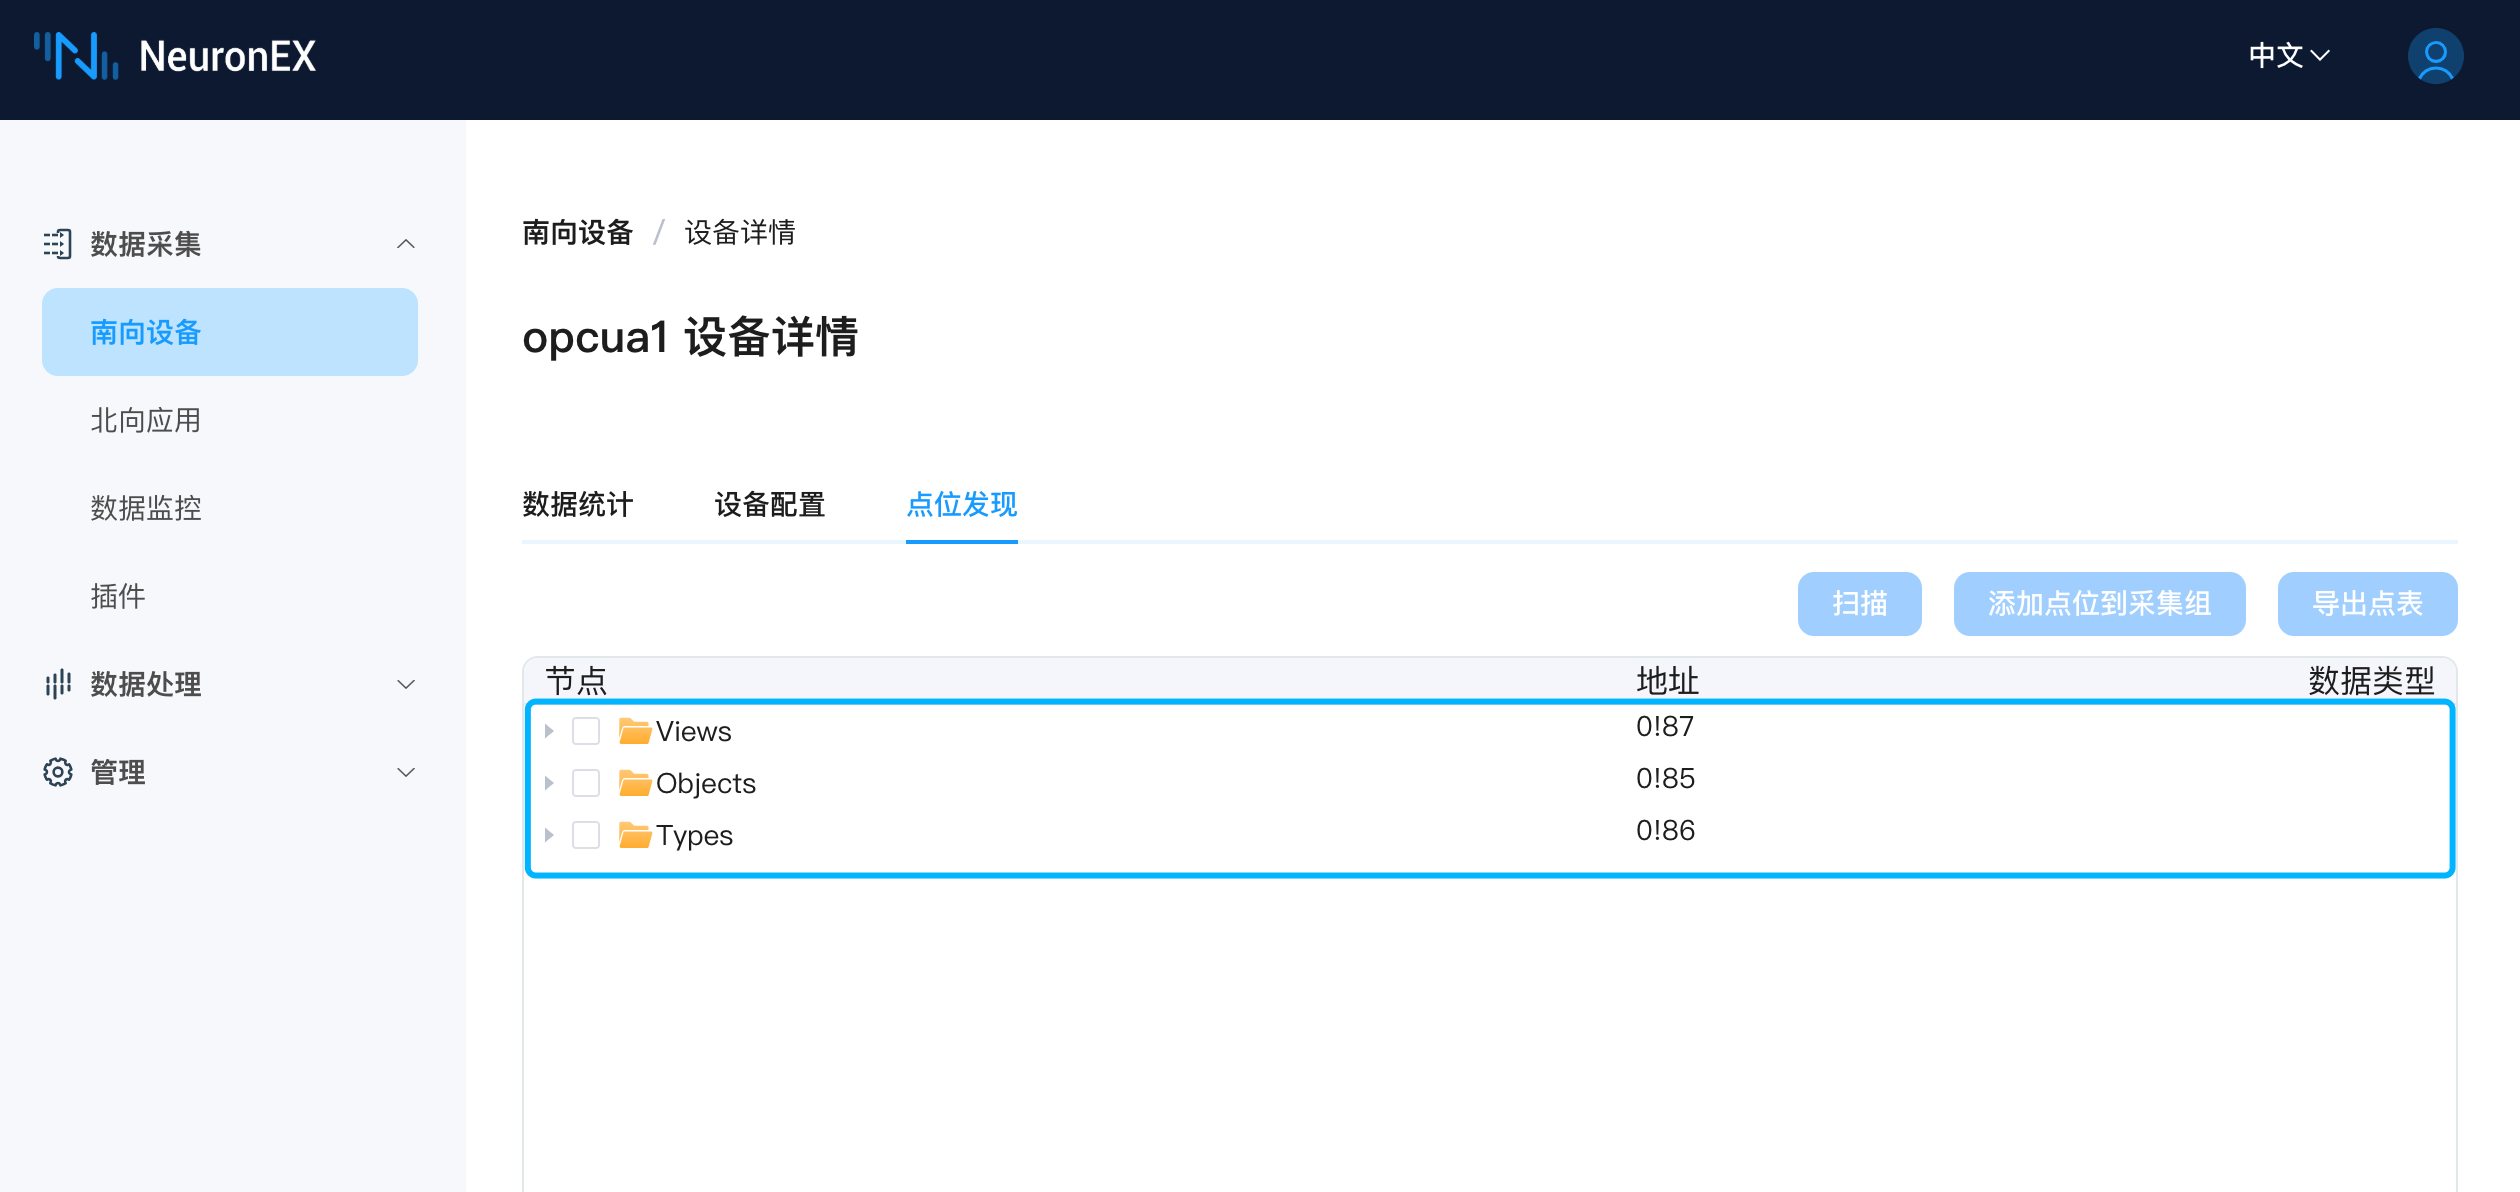 NeuronEX
中文
数据采集
南向设备
北向应用
数据监控
插件
数据处理
管理
南向设备 / 设备详情
opcua1 设备详情
数据统计 设备配置 点位发现
扫描 添加点位到采集组 导出点表
节点 地址 数据类型
Views 0!87
Objects 0!85
Types 0!86